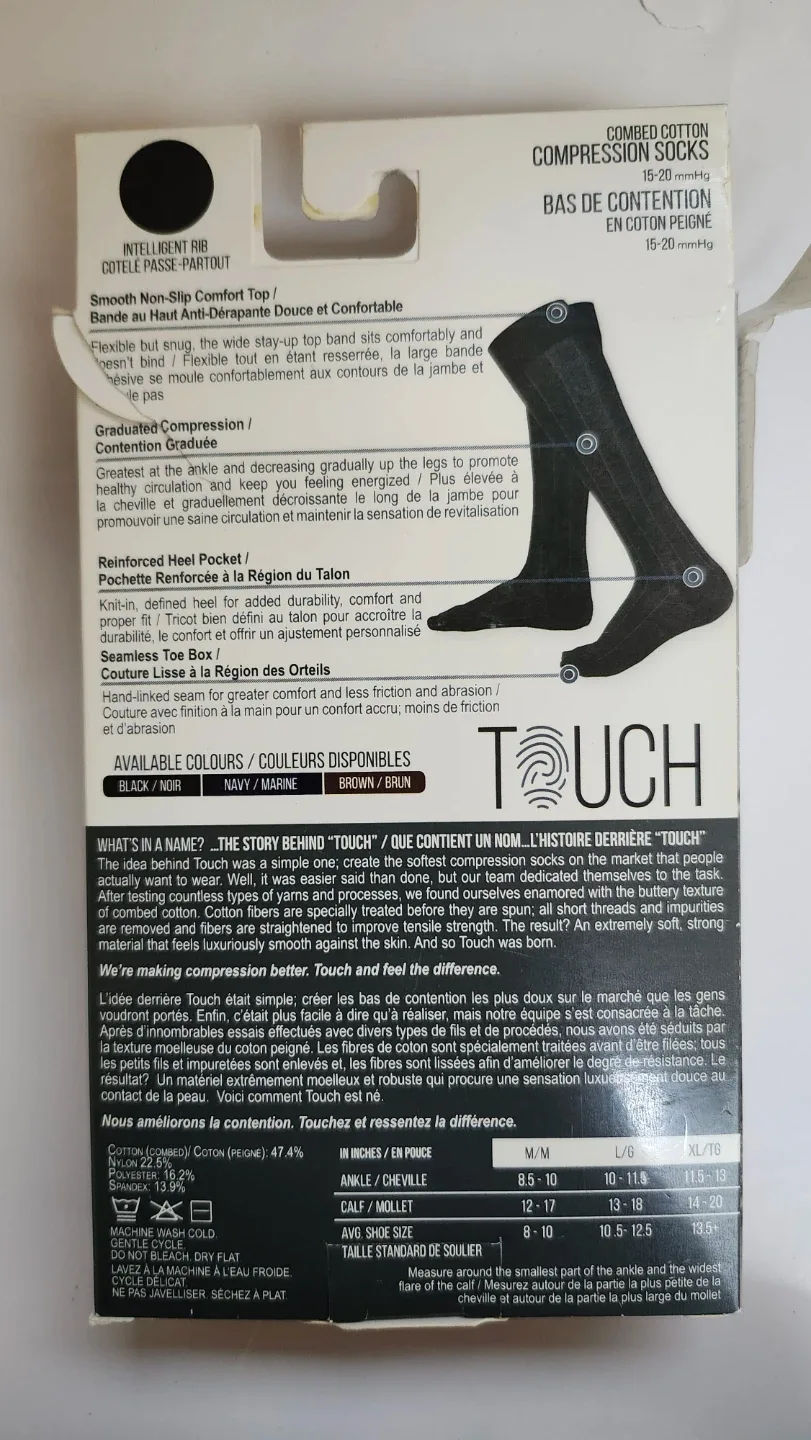 COMBED COTTON
COMPRESSION SOCKS
15-20 mmHg
BAS DE CONTENTION
EN COTON PEIGNÉ
15-20 mmHg
INTELLIGENT RIB
COTELÉ PASSE-PARTOUT
Smooth Non-Slip Comfort Top /
Bande au Haut Anti-Dérapante Douce et Confortable
Flexible but snug, the wide stay-up top band sits comfortably and
oesn't bind / Flexible tout en étant resserrée, la large bande
hésive se moule confortablement aux contours de la jambe et
le pas
Graduated Compression /
Contention Graduée
Greatest at the ankle and decreasing gradually up the legs to promote
healthy circulation and keep you feeling energized / Plus élevée à
la cheville et graduellement décroissante le long de la jambe pour
promouvoir une saine circulation et maintenir la sensation de revitalisation
Reinforced Heel Pocket /
Pochette Renforcée à la Région du Talon
Knit-in, defined heel for added durability, comfort and
proper fit / Tricot bien défini au talon pour accroître la
durabilité, le confort et offrir un ajustement personnalisé
Seamless Toe Box /
Couture Lisse à la Région des Orteils
Hand-linked seam for greater comfort and less friction and abrasion /
Couture avec finition à la main pour un confort accru; moins de friction
et d'abrasion
AVAILABLE COLOURS / COULEURS DISPONIBLES
BLACK / NOIR NAVY / MARINE BROWN / BRUN
TOUCH
WHAT'S IN A NAME? ...THE STORY BEHIND "TOUCH" / QUE CONTIENT UN NOM...L'HISTOIRE DERRIÈRE "TOUCH"
The idea behind Touch was a simple one; create the softest compression socks on the market that people
actually want to wear. Well, it was easier said than done, but our team dedicated themselves to the task.
After testing countless types of yarns and processes, we found ourselves enamored with the buttery texture
of combed cotton. Cotton fibers are specially treated before they are spun; all short threads and impurities
are removed and fibers are straightened to improve tensile strength. The result? An extremely soft, strong
material that feels luxuriously smooth against the skin. And so Touch was born.
We're making compression better. Touch and feel the difference.
L'idée derrière Touch était simple; créer les bas de contention les plus doux sur le marché que les gens
voudront portés. Enfin, c'était plus facile à dire qu'à réaliser, mais notre équipe s'est consacrée à la tâche.
Après d'innombrables essais effectués avec divers types de fils et de procédés, nous avons été séduits par
la texture moelleuse du coton peigné. Les fibres de coton sont spécialement traitées avant d'être filées; tous
les petits fils et impuretées sont enlevés et, les fibres sont lissées afin d'améliorer le degré de résistance. Le
résultat? Un matériel extrêmement moelleux et robuste qui procure une sensation luxueusement douce au
contact de la peau. Voici comment Touch est né.
Nous améliorons la contention. Touchez et ressentez la différence.
COTTON (COMBED)/ COTON (PEIGNE): 47.4%
NYLON 22.5%
POLYESTER: 16.2%
SPANDEX: 13.9%
MACHINE WASH COLD.
GENTLE CYCLE.
DO NOT BLEACH. DRY FLAT
LAVEZ À LA MACHINE À L'EAU FROIDE.
CYCLE DÉLICAT.
NE PAS JAVELLISER. SÉCHEZ À PLAT.
IN INCHES / EN POUCE M/M L/G XL/TG
ANKLE / CHEVILLE 8.5 - 10 10 - 11.5 11.5 - 13
CALF / MOLLET 12 - 17 13 - 18 14 - 20
AVG. SHOE SIZE 8 - 10 10.5- 12.5 13.5+
TAILLE STANDARD DE SOULIER
Measure around the smallest part of the ankle and the widest
flare of the calf / Mesurez autour de la partie la plus petite de la
cheville et autour de la partie la plus large du mollet